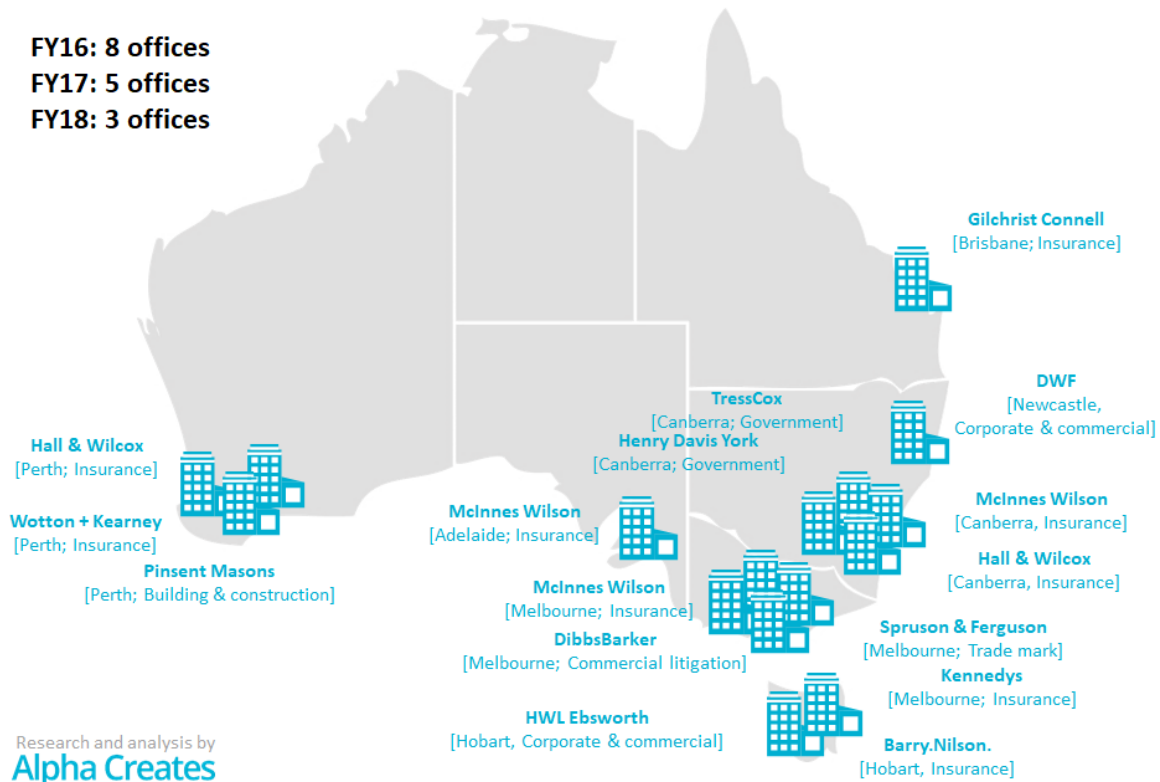 FY16: 8 offices
FY17: 5 offices
FY18: 3 offices
Gilchrist Connell
[Brisbane; Insurance]
DWF
[Newcastle,
Corporate & commercial]
TressCox
[Canberra; Government]
Henry Davis York
[Canberra; Government]
Hall & Wilcox
[Perth; Insurance]
Wotton + Kearney
[Perth; Insurance]
Pinsent Masons
[Perth; Building & construction]
McInnes Wilson
[Adelaide; Insurance]
McInnes Wilson
[Canberra, Insurance]
Hall & Wilcox
[Canberra, Insurance]
McInnes Wilson
[Melbourne; Insurance]
DibbsBarker
[Melbourne; Commercial litigation]
Spruson & Ferguson
[Melbourne; Trade mark]
Kennedys
[Melbourne; Insurance]
HWL Ebsworth
[Hobart, Corporate & commercial]
Barry.Nilson.
[Hobart, Insurance]
Research and analysis by
Alpha Creates